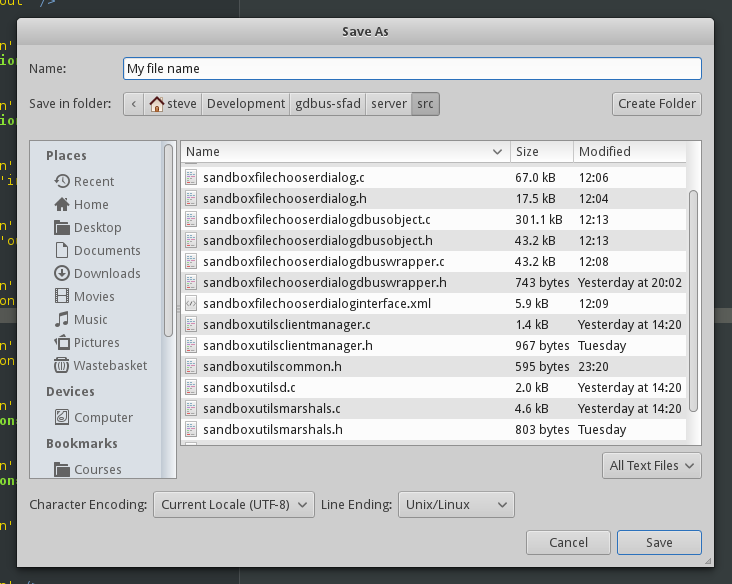 out" />
Save As
n'
ion
Name: My file name
Save in folder: ‹ steve Development gdbus-sfad server src Create Folder
n'
ion
Places
Recent
Home
Desktop
Documents
Downloads
Movies
Music
Pictures
Wastebasket
Devices
Computer
Bookmarks
Courses
Name Size Modified
sandboxfilechooserdialog.c 67.0 kB 12:06
sandboxfilechooserdialog.h 17.5 kB 12:04
sandboxfilechooserdialogdbusobject.c 301.1 kB 12:13
sandboxfilechooserdialogdbusobject.h 43.2 kB 12:13
sandboxfilechooserdialogdbuswrapper.c 43.2 kB 12:08
sandboxfilechooserdialogdbuswrapper.h 743 bytes Yesterday at 20:02
sandboxfilechooserdialoginterface.xml 5.9 kB 12:09
sandboxutilsclientmanager.c 1.4 kB Yesterday at 14:20
sandboxutilsclientmanager.h 967 bytes Tuesday
sandboxutilscommon.h 595 bytes 23:20
sandboxutilsd.c 2.0 kB Yesterday at 14:20
sandboxutilsmarshals.c 4.6 kB Yesterday at 14:20
sandboxutilsmarshals.h 803 bytes Tuesday
All Text Files
Character Encoding: Current Locale (UTF-8) Line Ending: Unix/Linux
Cancel Save